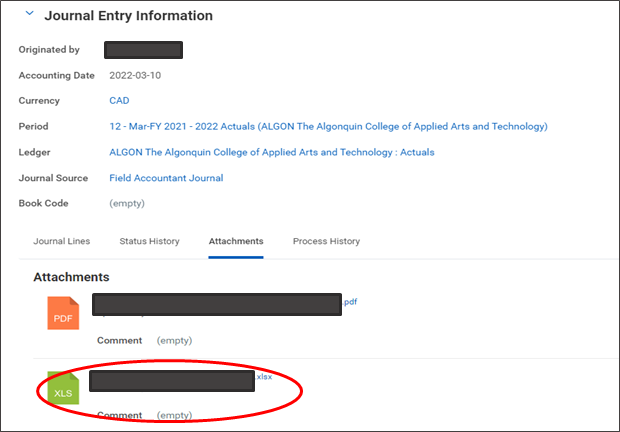 Journal Entry Information
Originated by
Accounting Date 2022-03-10
Currency CAD
Period 12 - Mar-FY 2021 - 2022 Actuals (ALGON The Algonquin College of Applied Arts and Technology)
Ledger ALGON The Algonquin College of Applied Arts and Technology : Actuals
Journal Source Field Accountant Journal
Book Code (empty)
Journal Lines Status History Attachments Process History
Attachments
PDF .pdf
Comment (empty)
XLS .xlsx
Comment (empty)